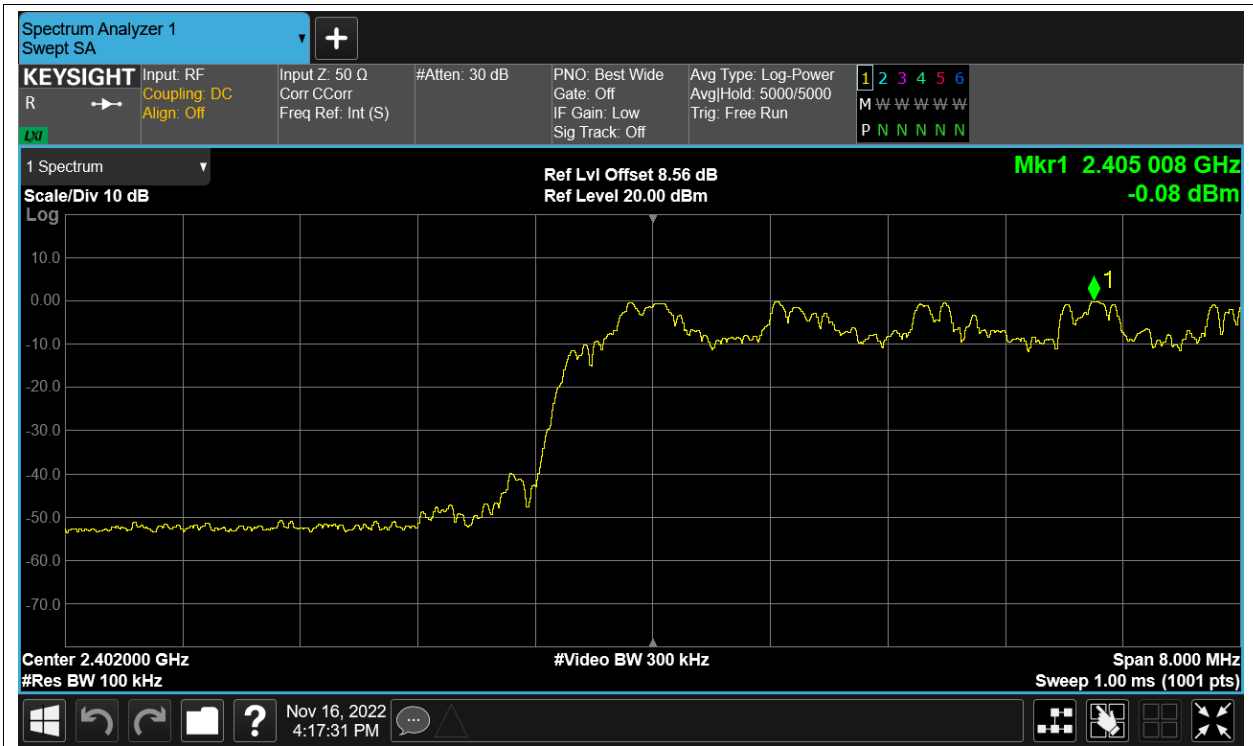 Spectrum Analyzer 1
Swept SA
KEYSIGHT
R
LXI
Input: RF
Coupling: DC
Align: Off
Input Z: 50 Ω
Corr CCorr
Freq Ref: Int (S)
#Atten: 30 dB
PNO: Best Wide
Gate: Off
IF Gain: Low
Sig Track: Off
Avg Type: Log-Power
Avg|Hold: 5000/5000
Trig: Free Run
1 2 3 4 5 6
M W W W W W
P N N N N N
1 Spectrum
Scale/Div 10 dB
Log
Ref Lvl Offset 8.56 dB
Ref Level 20.00 dBm
Mkr1 2.405 008 GHz
-0.08 dBm
1
10.0
0.00
-10.0
-20.0
-30.0
-40.0
-50.0
-60.0
-70.0
Center 2.402000 GHz
#Res BW 100 kHz
#Video BW 300 kHz
Span 8.000 MHz
Sweep 1.00 ms (1001 pts)
?
Nov 16, 2022
4:17:31 PM